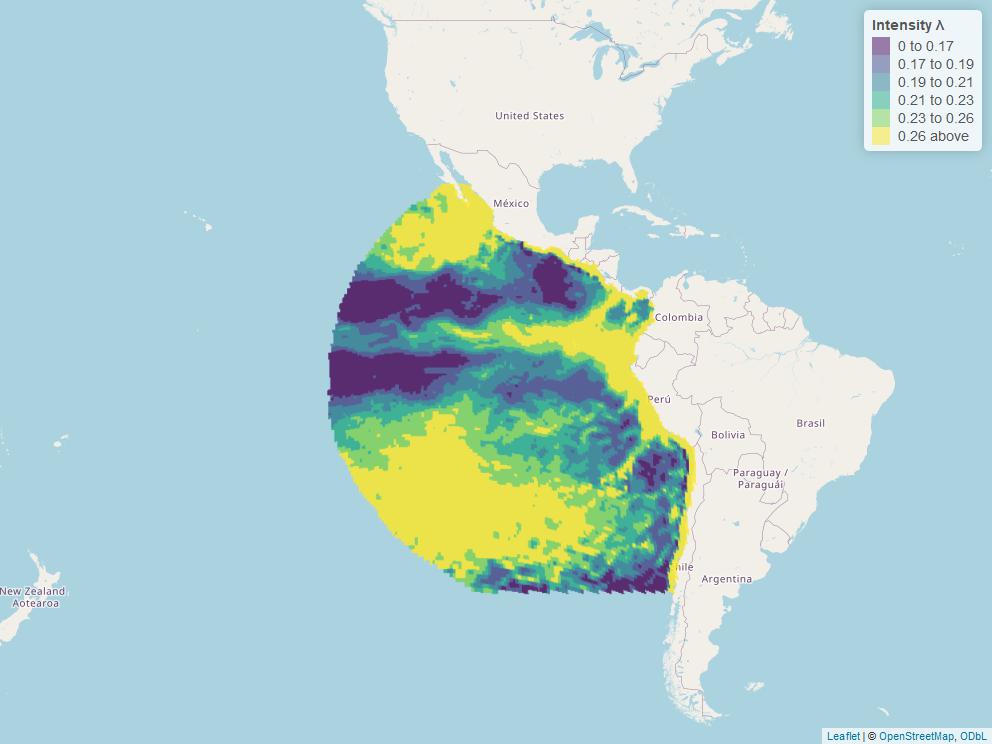 Intensity λ
0 to 0.17
0.17 to 0.19
0.19 to 0.21
0.21 to 0.23
0.23 to 0.26
0.26 above
United States
México
Colombia
Perú
Brasil
Bolivia
Paraguay /
Paraguái
hile
Argentina
New Zealand
Aotearoa
Leaflet | © OpenStreetMap, ODbL